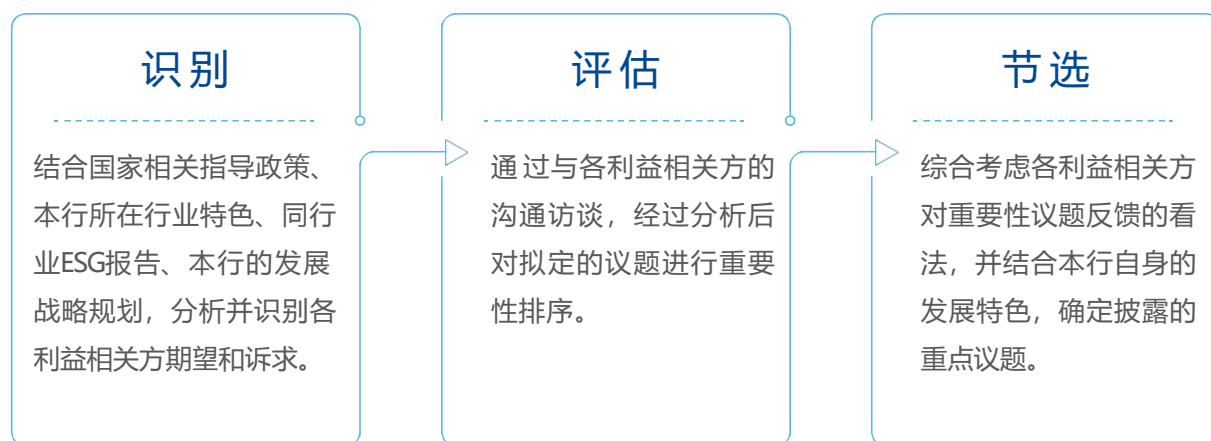 识别
结合国家相关指导政策、
本行所在行业特色、同行
业ESG报告、本行的发展
战略规划，分析并识别各
利益相关方期望和诉求。
评估
通过与各利益相关方的
沟通访谈，经过分析后
对拟定的议题进行重要
性排序。
节选
综合考虑各利益相关方
对重要性议题反馈的看
法，并结合本行自身的
发展特色，确定披露的
重点议题。